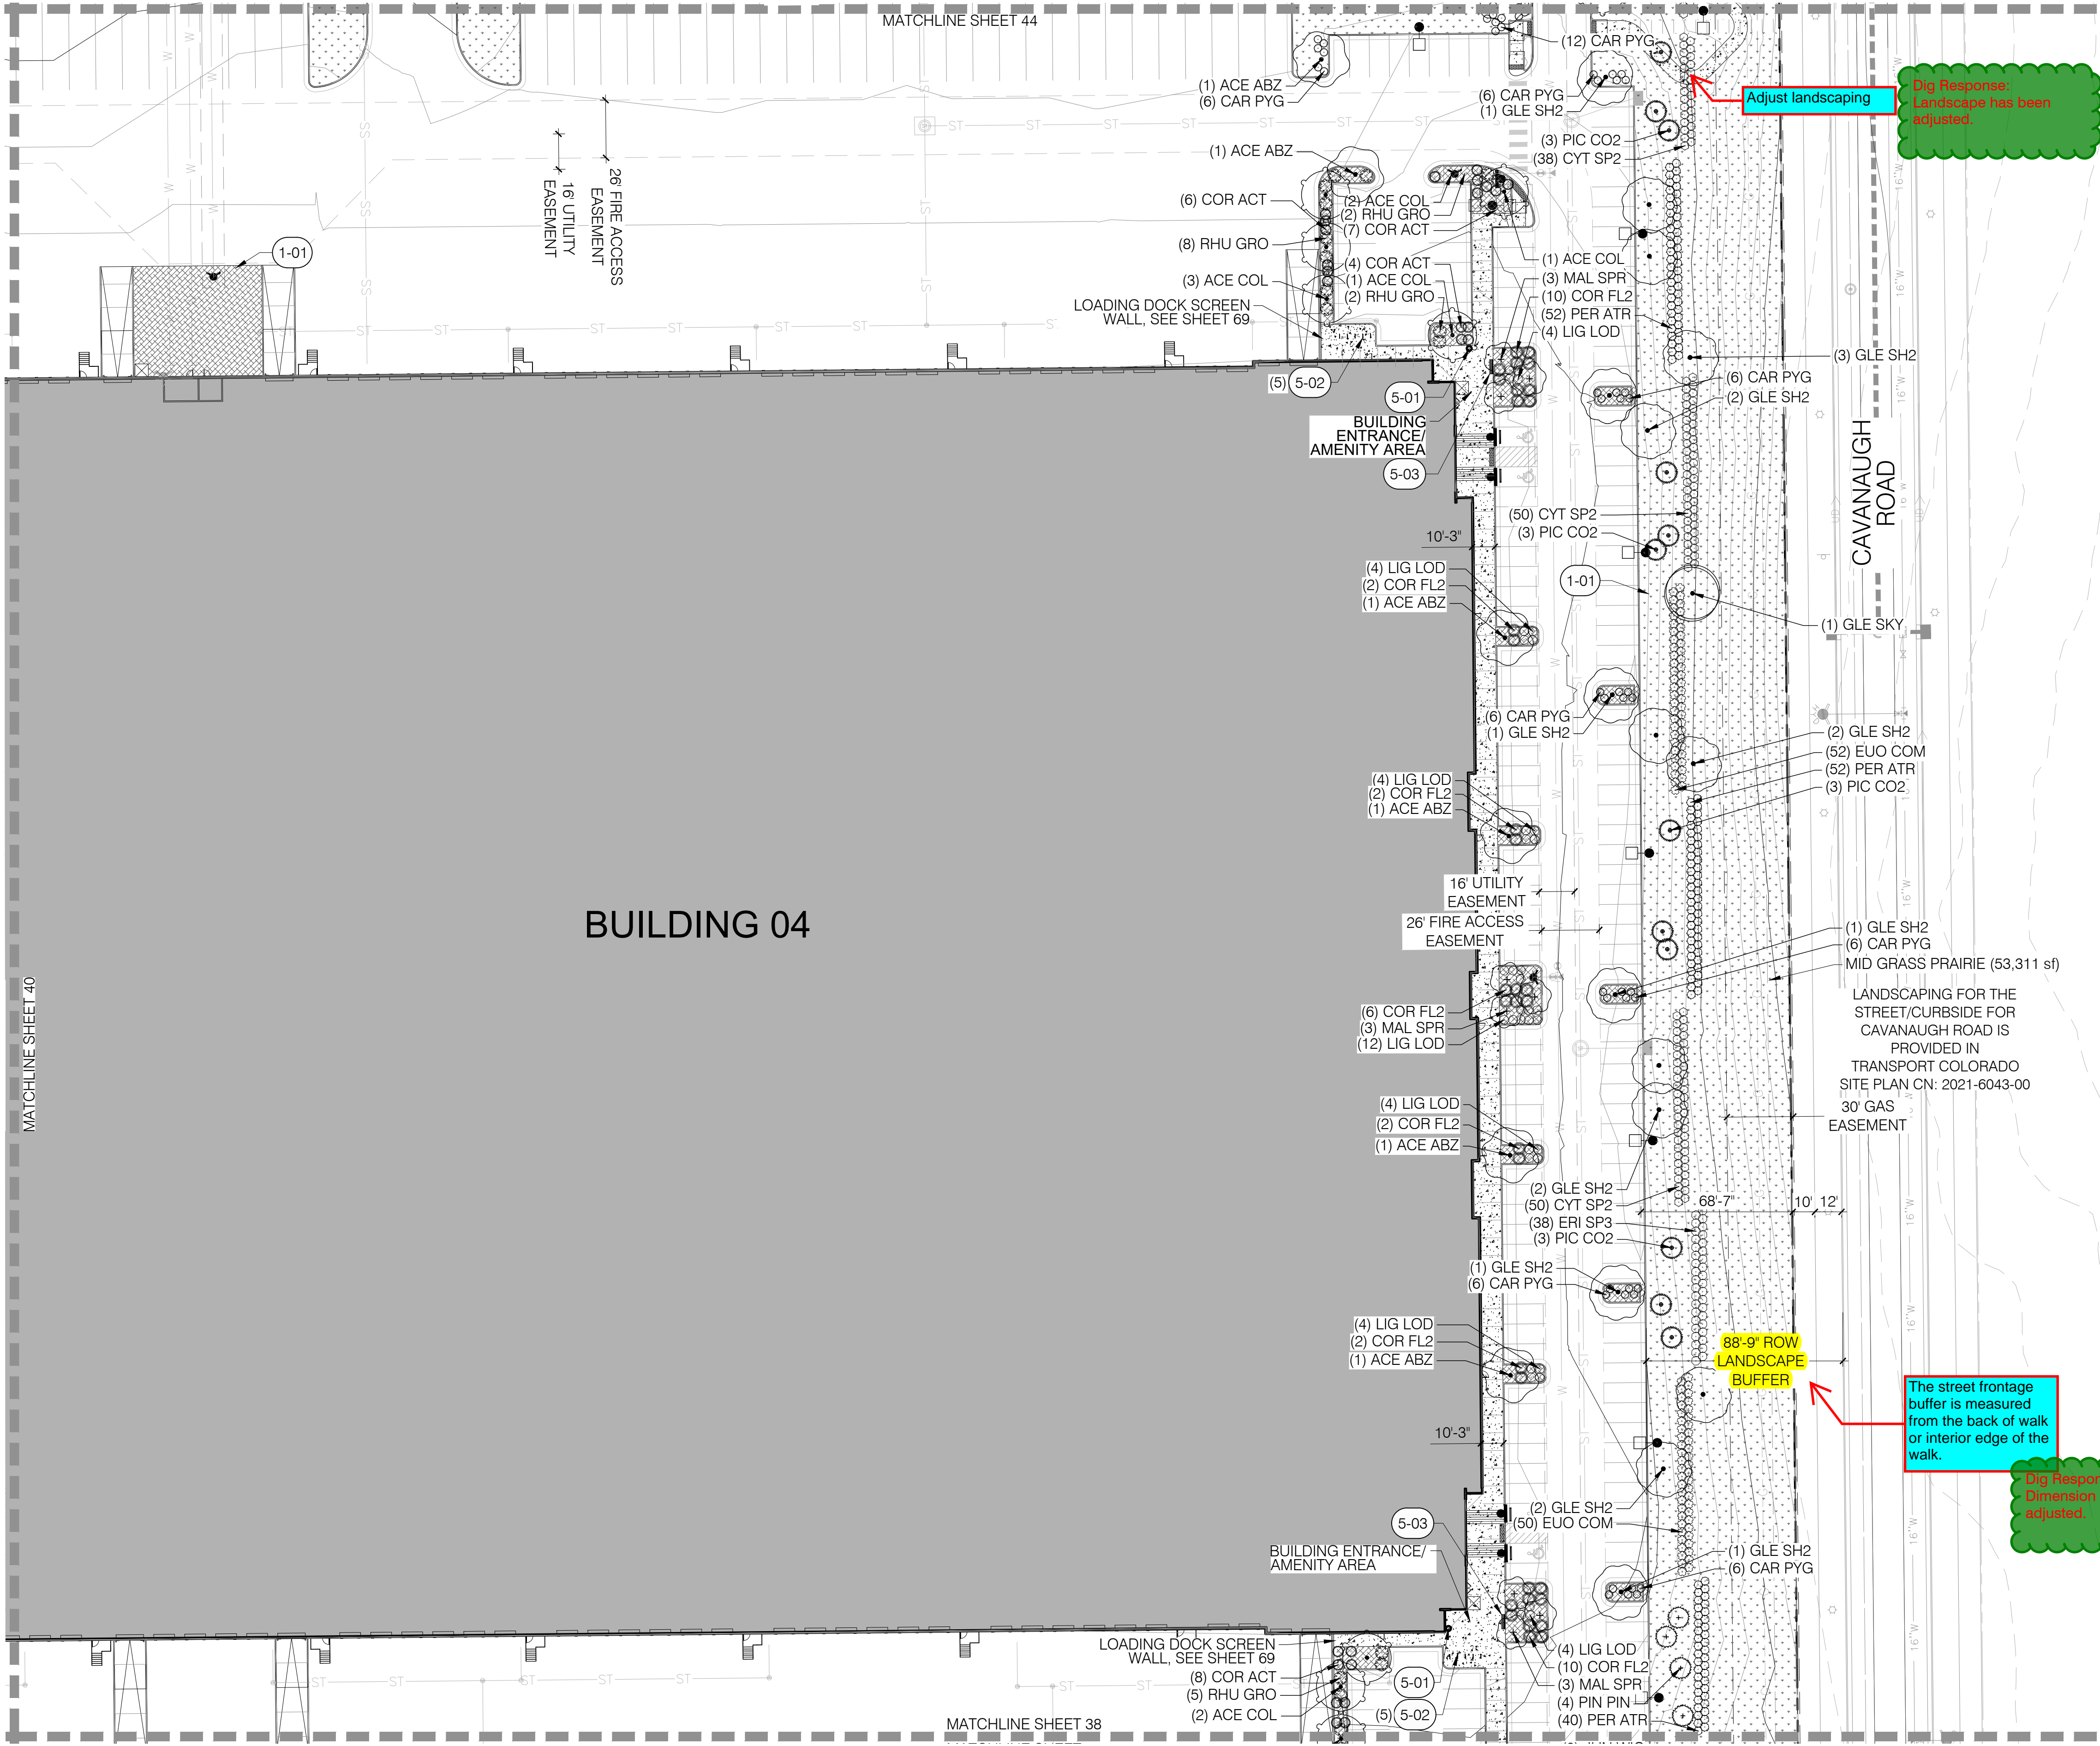 MATCHLINE SHEET 44
(12) CAR PYG
(1) ACE ABZ
(6) CAR PYG
(6) CAR PYG
(1) GLE SH2
Adjust landscaping
Dig Response:
Landscape has been
adjusted.
(3) PIC CO2
(38) CYT SP2
(1) ACE ABZ
16' UTILITY
EASEMENT
26' FIRE ACCESS
EASEMENT
(6) COR ACT
(2) ACE COL
(2) RHU GRO
(7) COR ACT
(8) RHU GRO
1-01
(3) ACE COL
(4) COR ACT
(1) ACE COL
(2) RHU GRO
(1) ACE COL
(3) MAL SPR
(10) COR FL2
(52) PER ATR
(4) LIG LOD
LOADING DOCK SCREEN
WALL, SEE SHEET 69
(3) GLE SH2
(6) CAR PYG
(2) GLE SH2
(5) 5-02
5-01
BUILDING
ENTRANCE/
AMENITY AREA
5-03
CAVANAUGH
ROAD
(50) CYT SP2
(3) PIC CO2
10'-3"
(4) LIG LOD
(2) COR FL2
(1) ACE ABZ
1-01
(1) GLE SKY
(6) CAR PYG
(1) GLE SH2
(2) GLE SH2
(52) EUO COM
(52) PER ATR
(3) PIC CO2
(4) LIG LOD
(2) COR FL2
(1) ACE ABZ
16' UTILITY
EASEMENT
26' FIRE ACCESS
EASEMENT
BUILDING 04
MATCHLINE SHEET 40
(1) GLE SH2
(6) CAR PYG
MID GRASS PRAIRIE (53,311 sf)
LANDSCAPING FOR THE
STREET/CURBSIDE FOR
CAVANAUGH ROAD IS
PROVIDED IN
TRANSPORT COLORADO
SITE PLAN CN: 2021-6043-00
30' GAS
EASEMENT
(6) COR FL2
(3) MAL SPR
(12) LIG LOD
(4) LIG LOD
(2) COR FL2
(1) ACE ABZ
(2) GLE SH2
(50) CYT SP2
(38) ERI SP3
(3) PIC CO2
68'-7"
10'
12'
(1) GLE SH2
(6) CAR PYG
(4) LIG LOD
(2) COR FL2
(1) ACE ABZ
88'-9" ROW
LANDSCAPE
BUFFER
The street frontage
buffer is measured
from the back of walk
or interior edge of the
walk.
Dig Respon
Dimension
adjusted.
10'-3"
(2) GLE SH2
(50) EUO COM
5-03
BUILDING ENTRANCE/
AMENITY AREA
(1) GLE SH2
(6) CAR PYG
LOADING DOCK SCREEN
WALL, SEE SHEET 69
(8) COR ACT
(5) RHU GRO
(2) ACE COL
5-01
(5) 5-02
(4) LIG LOD
(10) COR FL2
(3) MAL SPR
(4) PIN PIN
(40) PER ATR
MATCHLINE SHEET 38